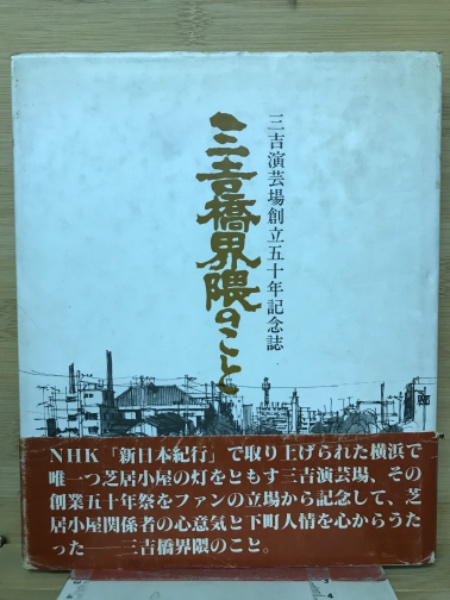 三吉演芸場創立五十年記念誌
三吉橋界隈のこと
NHK「新日本紀行」で取り上げられた横浜で
唯一つ芝居小屋の灯をともす三吉演芸場、その
創業五十年祭をファンの立場から記念して、芝
居小屋関係者の心意気と下町人情を心からうた
った——三吉橋界隈のこと。